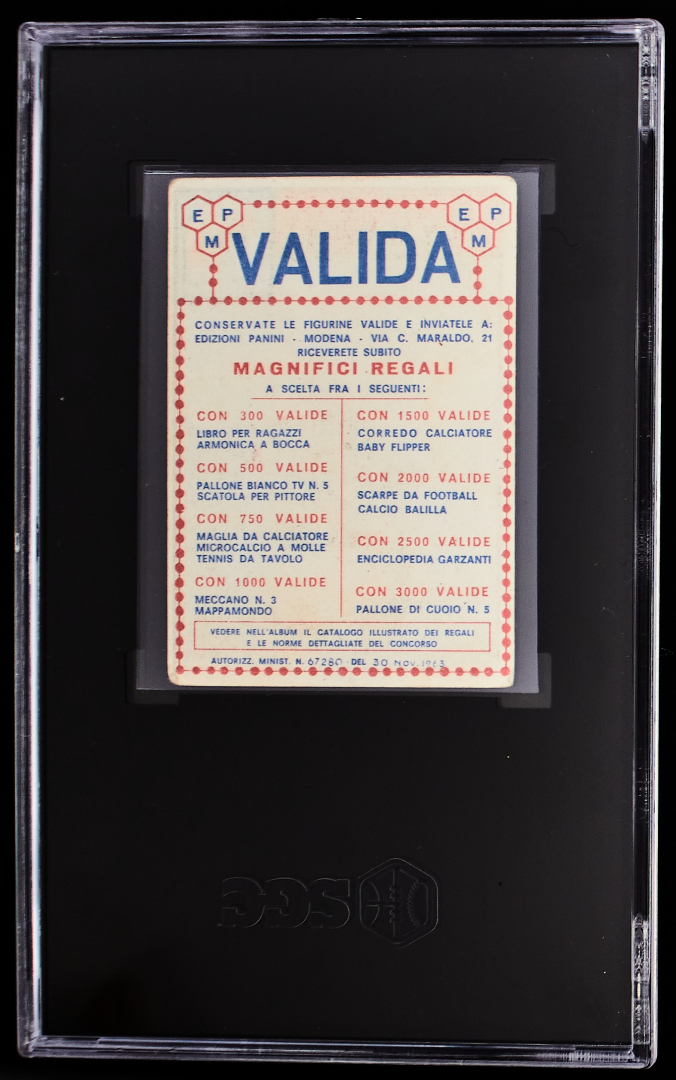 E P
M
VALIDA
E P
M
CONSERVATE LE FIGURINE VALIDE E INVIATELE A:
EDIZIONI PANINI - MODENA - VIA C. MARALDO, 21
RICEVERETE SUBITO
MAGNIFICI REGALI
A SCELTA FRA I SEGUENTI:
CON 300 VALIDE
LIBRO PER RAGAZZI
ARMONICA A BOCCA
CON 500 VALIDE
PALLONE BIANCO TV N. 5
SCATOLA PER PITTORE
CON 750 VALIDE
MAGLIA DA CALCIATORE
MICROCALCIO A MOLLE
TENNIS DA TAVOLO
CON 1000 VALIDE
MECCANO N. 3
MAPPAMONDO
CON 1500 VALIDE
CORREDO CALCIATORE
BABY FLIPPER
CON 2000 VALIDE
SCARPE DA FOOTBALL
CALCIO BALILLA
CON 2500 VALIDE
ENCICLOPEDIA GARZANTI
CON 3000 VALIDE
PALLONE DI CUOIO N. 5
VEDERE NELL'ALBUM IL CATALOGO ILLUSTRATO DEI REGALI
E LE NORME DETTAGLIATE DEL CONCORSO
AUTORIZZ. MINIST. N. 67280 DEL 30 NOV. 1963
SGC